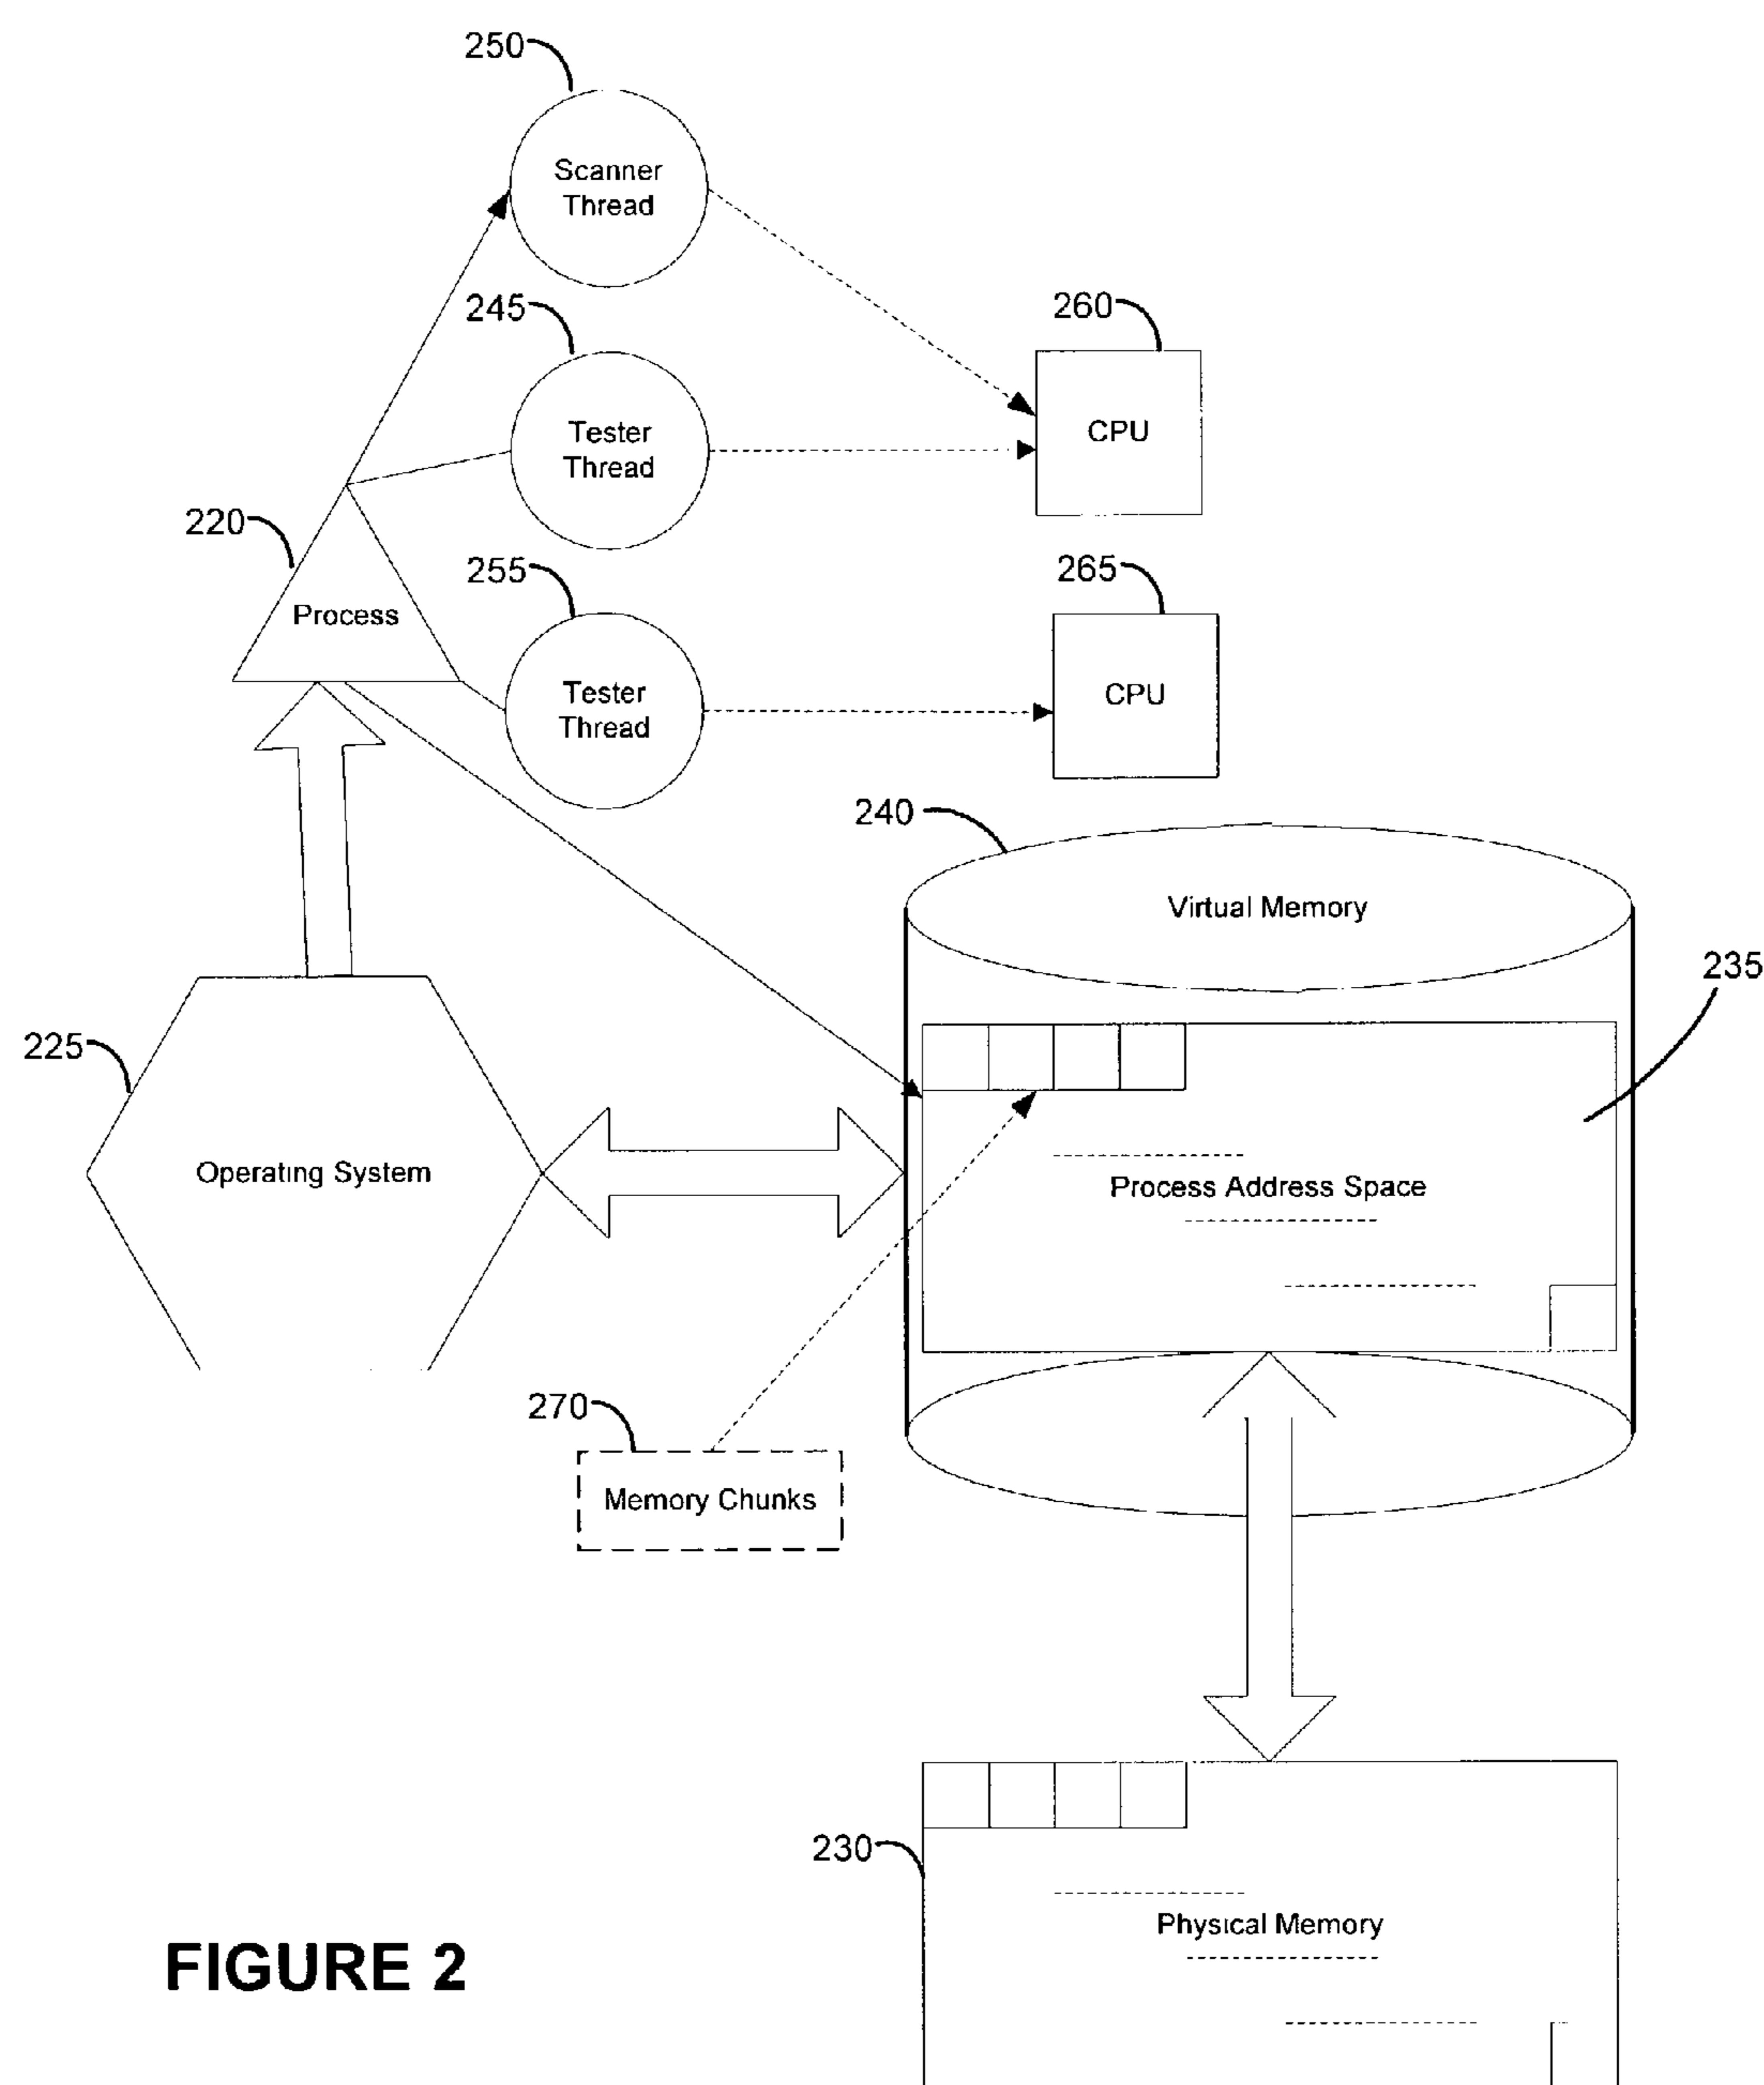 250
Scanner
Thread
245
260
Tester
Thread
CPU
220
255
265
Process
Tester
Thread
CPU
240
Virtual Memory
235
225
Operating System
Process Address Space
270
Memory Chunks
230
Physical Memory
FIGURE 2